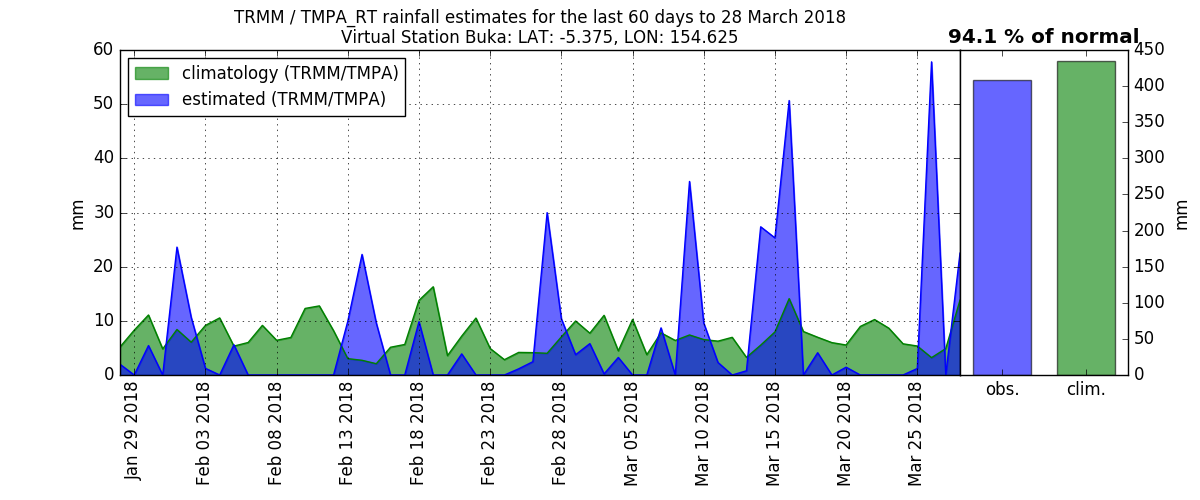 TRMM / TMPA_RT rainfall estimates for the last 60 days to 28 March 2018
Virtual Station Buka: LAT: -5.375, LON: 154.625
94.1 % of normal
climatology (TRMM/TMPA)
estimated (TRMM/TMPA)
mm
60
50
40
30
20
10
0
Jan 29 2018
Feb 03 2018
Feb 08 2018
Feb 13 2018
Feb 18 2018
Feb 23 2018
Feb 28 2018
Mar 05 2018
Mar 10 2018
Mar 15 2018
Mar 20 2018
Mar 25 2018
obs.
clim.
450
400
350
300
250
200
150
100
50
0
mm